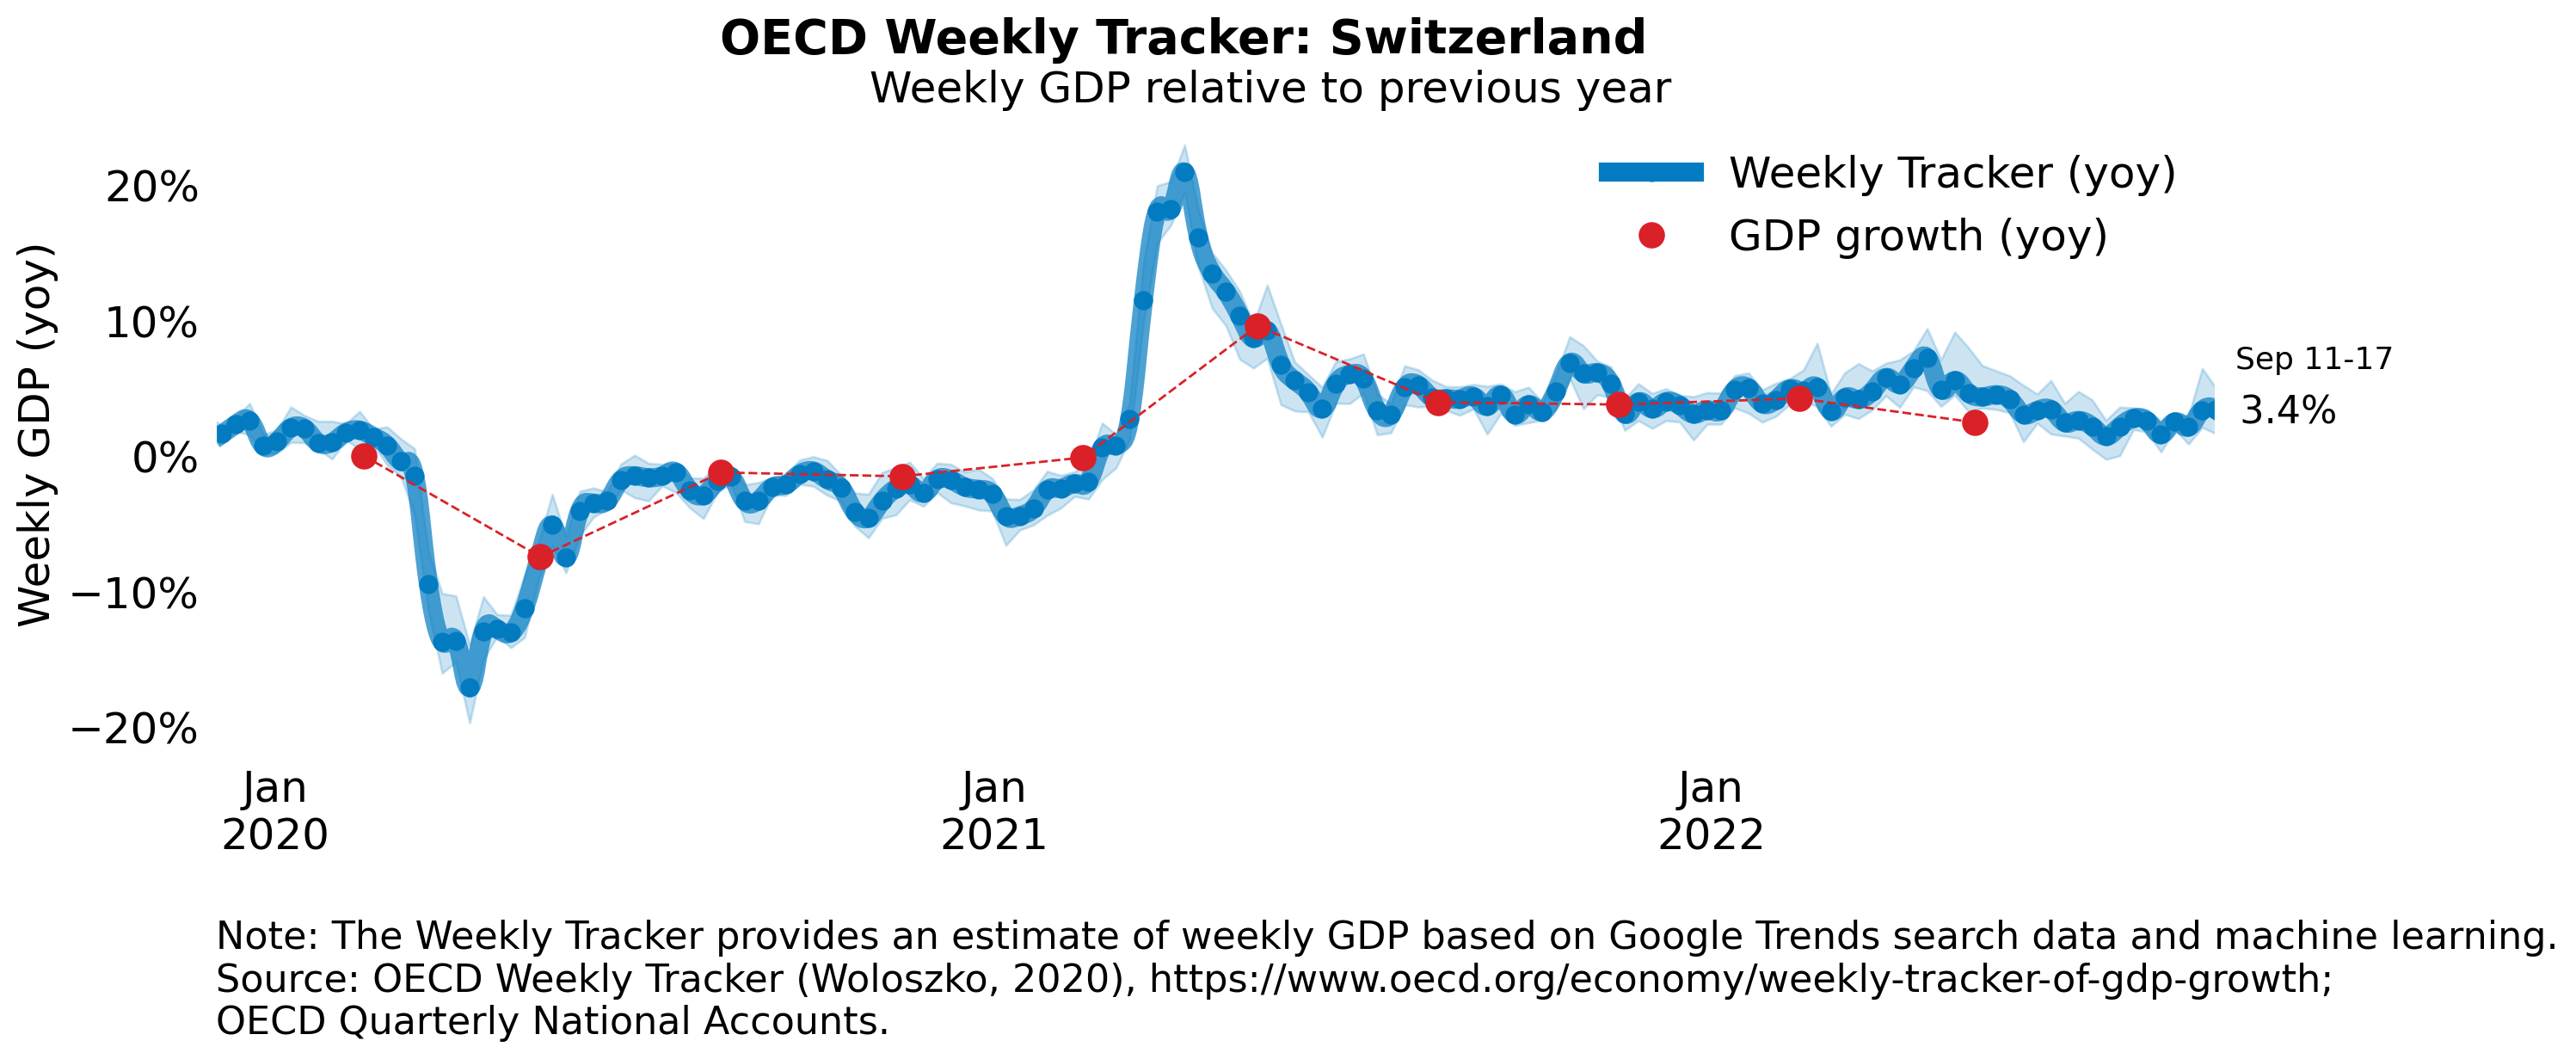 OECD Weekly Tracker: Switzerland
Weekly GDP relative to previous year
Weekly Tracker (yoy)
GDP growth (yoy)
Weekly GDP (yoy)
20%
10%
0%
−10%
−20%
Sep 11-17
3.4%
Jan
2020
Jan
2021
Jan
2022
Note: The Weekly Tracker provides an estimate of weekly GDP based on Google Trends search data and machine learning.
Source: OECD Weekly Tracker (Woloszko, 2020), https://www.oecd.org/economy/weekly-tracker-of-gdp-growth;
OECD Quarterly National Accounts.